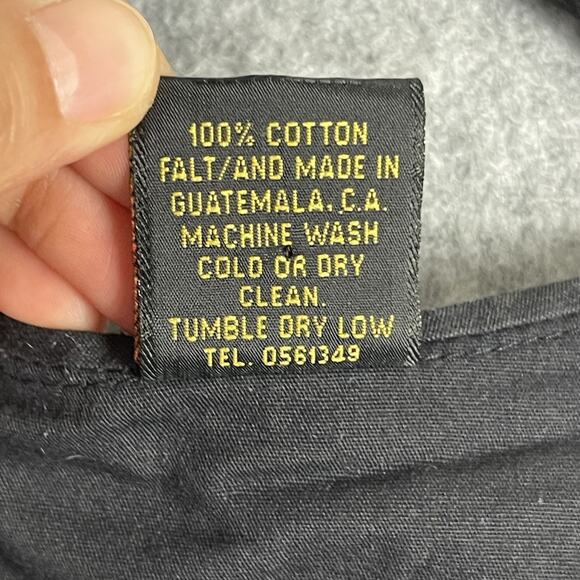 100% COTTON
FALT/AND MADE IN
GUATEMALA. C.A.
MACHINE WASH
COLD OR DRY
CLEAN.
TUMBLE DRY LOW
TEL. 0561349